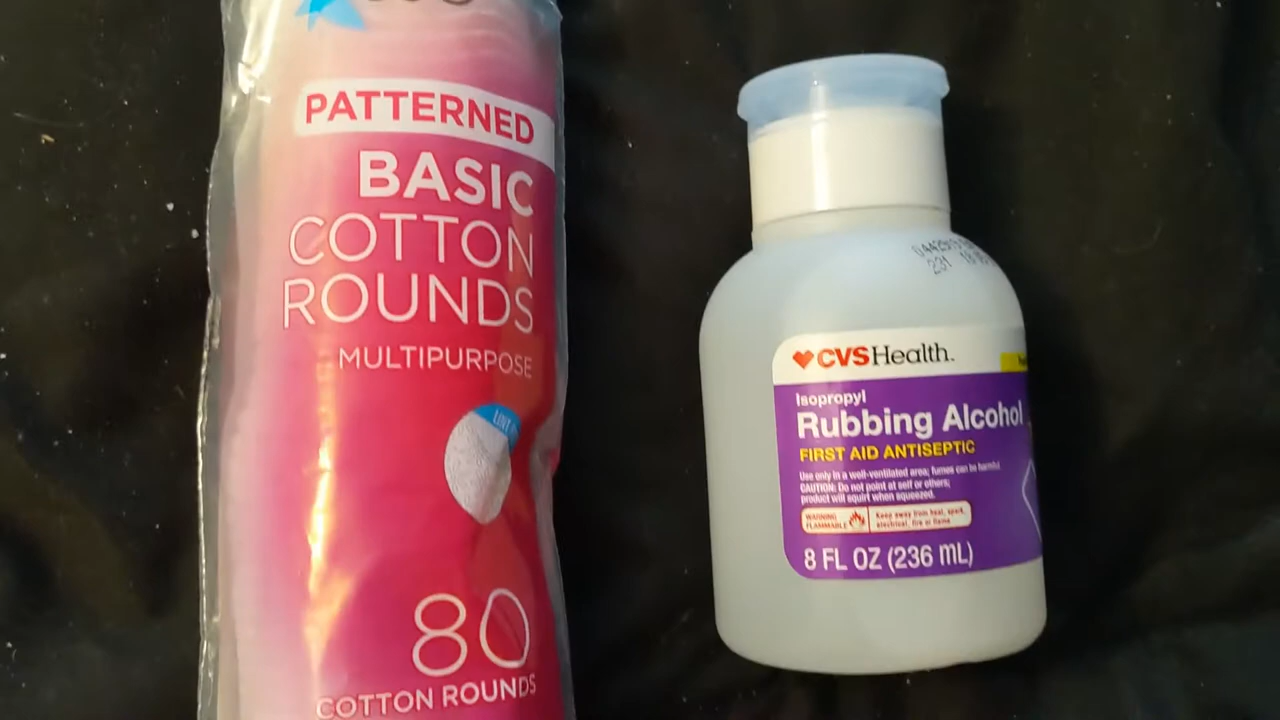 PATTERNED
BASIC
COTTON
ROUNDS
MULTIPURPOSE
80
COTTON ROUNDS
CVSHealth.
Isopropyl
Rubbing Alcohol
FIRST AID ANTISEPTIC
Use only in a well-ventilated area; fumes can be harmful
CAUTION: Do not point at self or others;
product will squirt when squeezed.
WARNING
FLAMMABLE
Keep away from heat, spark,
electrical, fire or flame
8 FL OZ (236 mL)